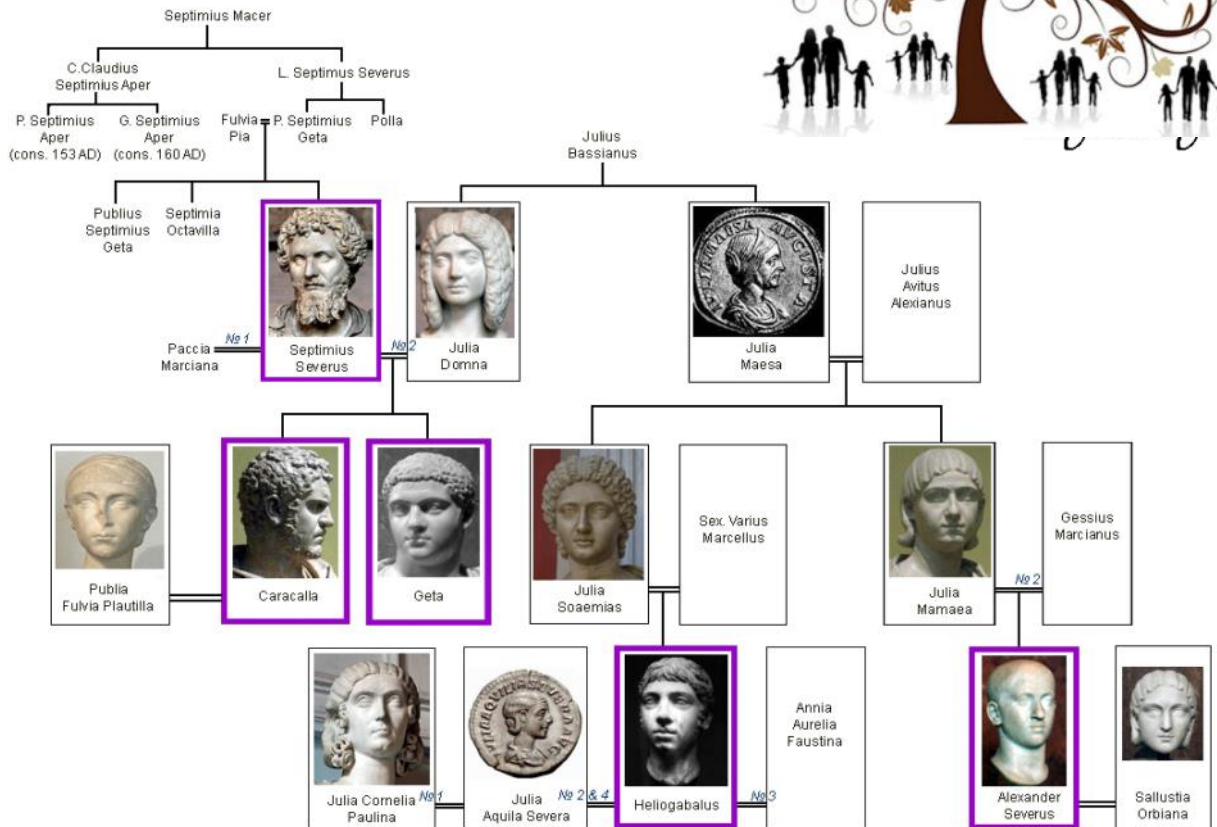 Septimius Macer
C.Claudius
Septimius Aper
L. Septimus Severus
P. Septimius
Aper
(cons. 153 AD)
G. Septimius
Aper
(cons. 160 AD)
Fulvia
Pia
P. Septimius
Geta
Polla
Julius
Bassianus
Publius
Septimius
Geta
Septimia
Octavilla
IVLIA MAESA AVGVSTA
Julius
Avitus
Alexianus
Paccia
Marciana
№ 1
Septimius
Severus
№ 2
Julia
Domna
Julia
Maesa
Publia
Fulvia Plautilla
Caracalla
Geta
Julia
Soaemias
Sex. Varius
Marcellus
Julia
Mamaea
№ 2
Gessius
Marcianus
Julia Cornelia
Paulina
№ 1
Julia
Aquila Severa
№ 2 & 4
Heliogabalus
№ 3
Annia
Aurelia
Faustina
Alexander
Severus
Sallustia
Orbiana